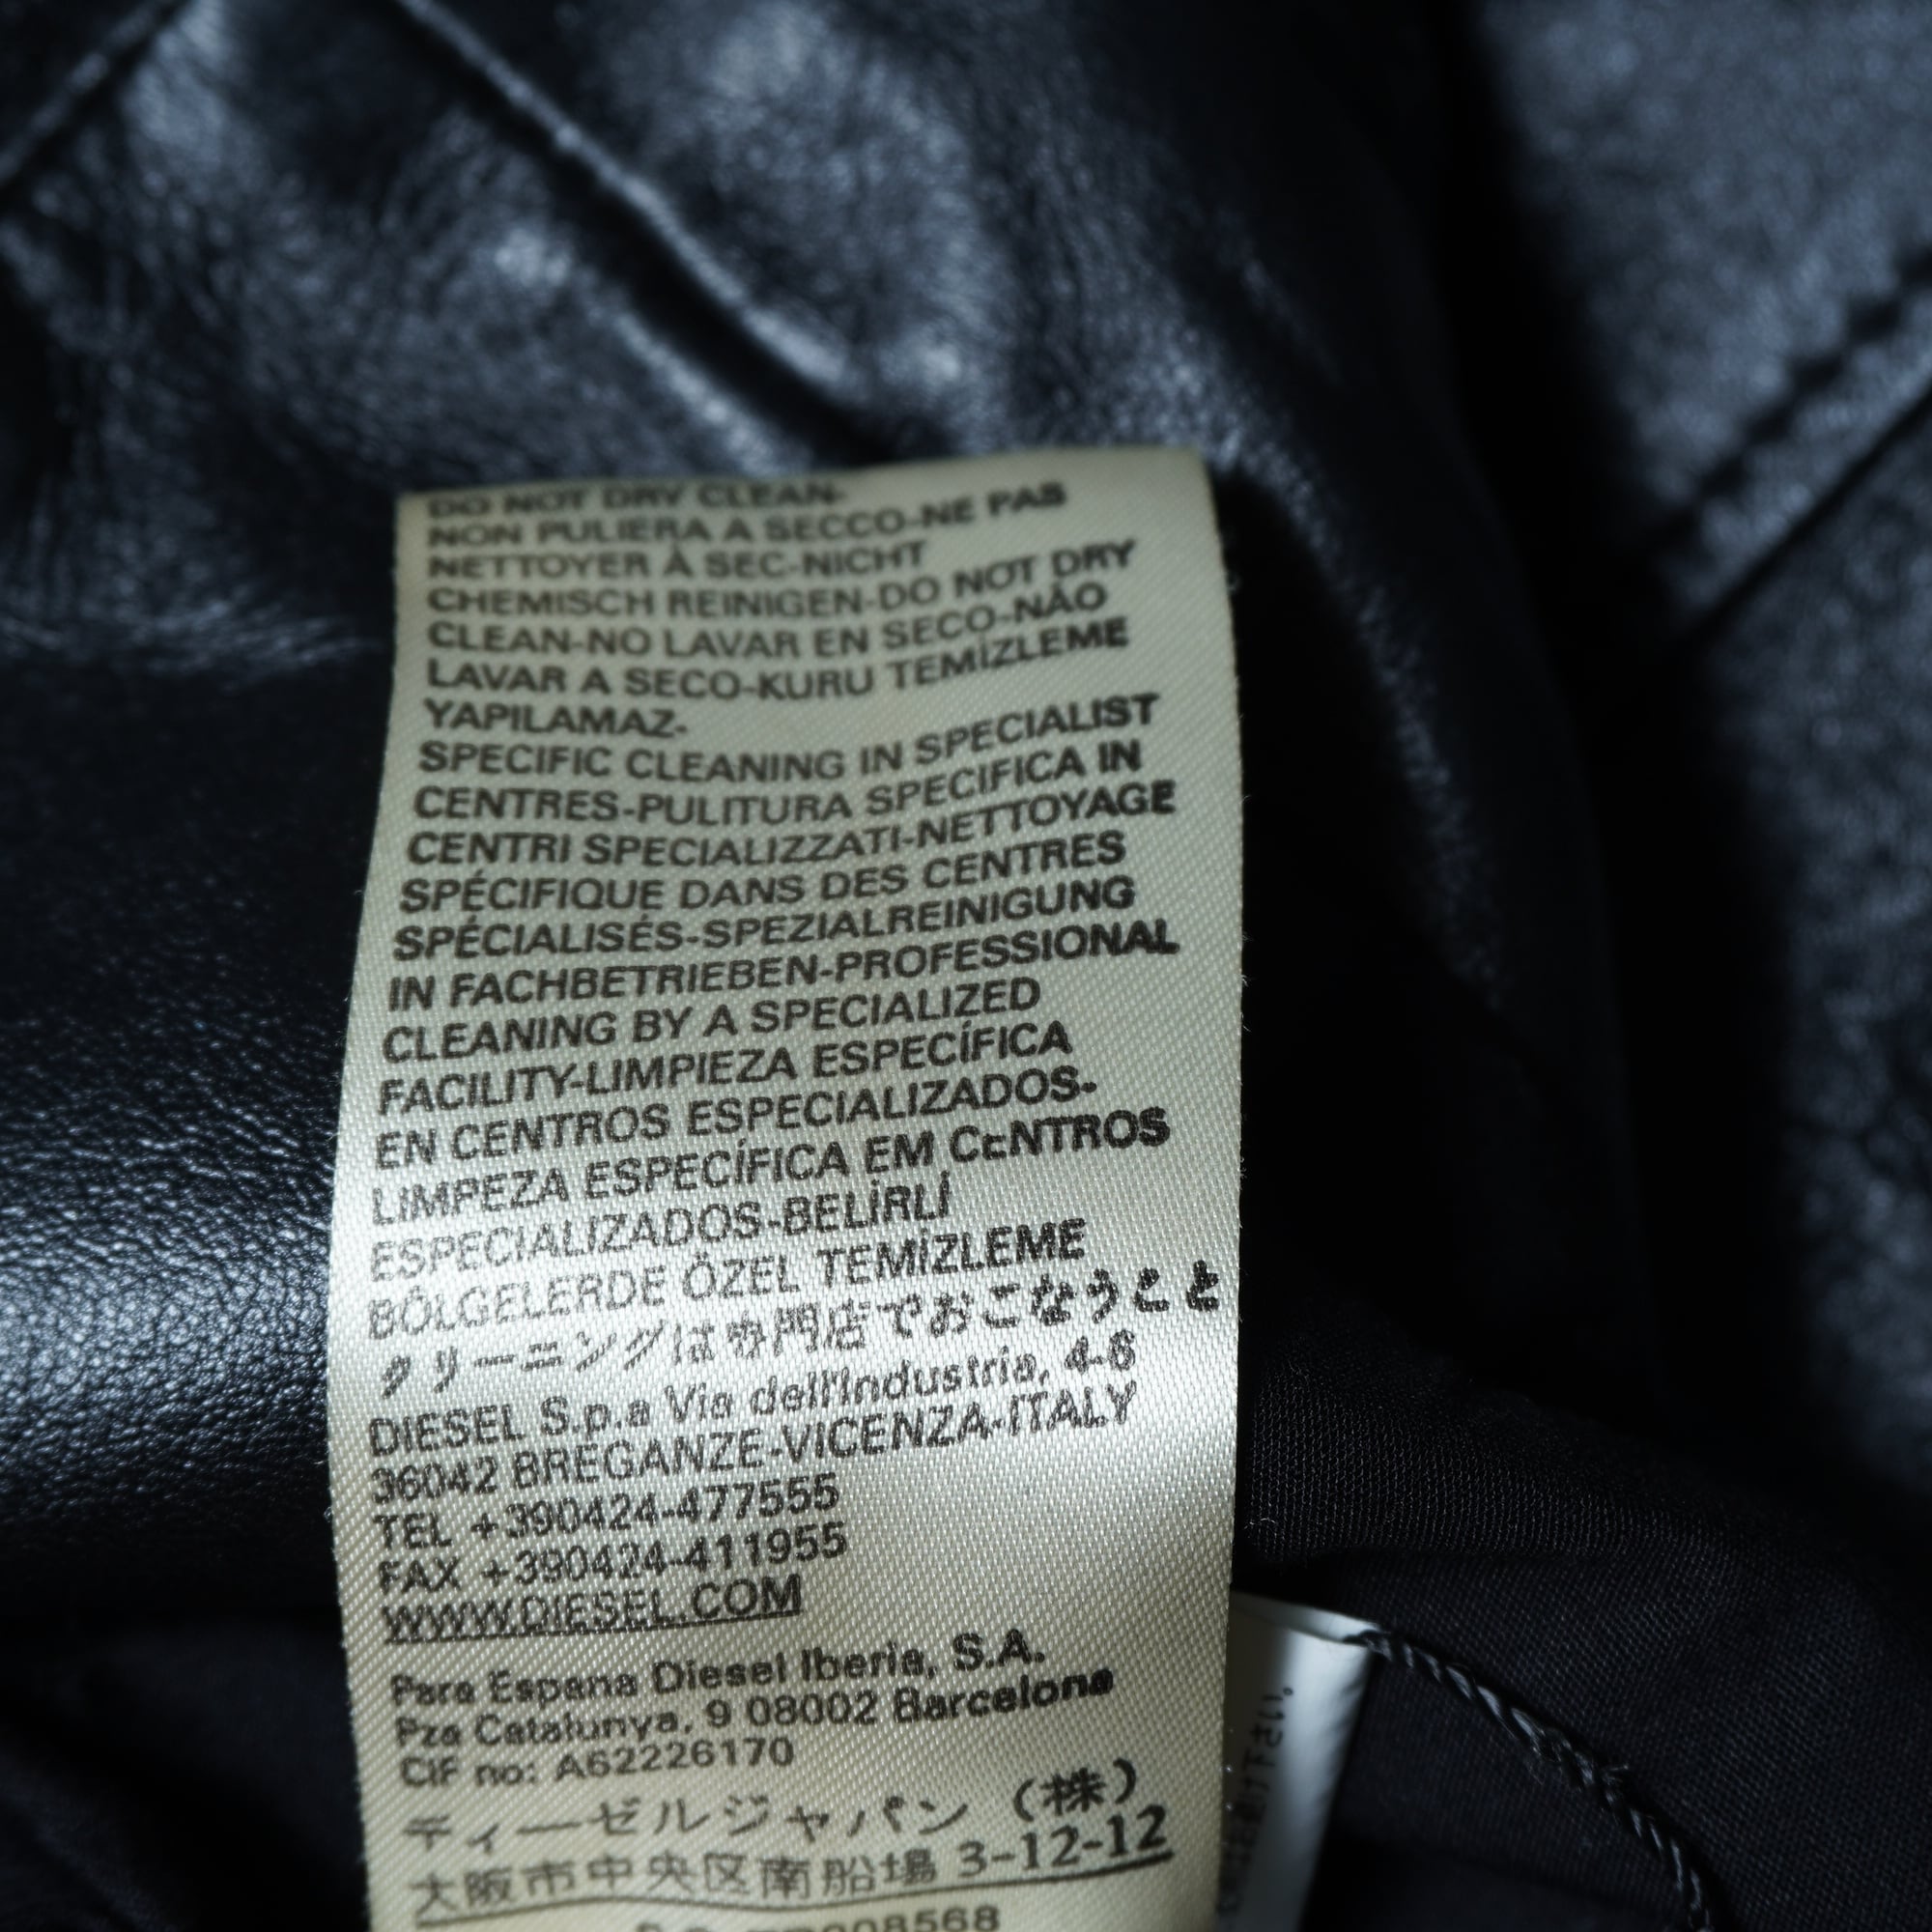 DO NOT DRY CLEAN-
NON PULIERA A SECCO-NE PAS
NETTOYER À SEC-NICHT
CHEMISCH REINIGEN-DO NOT DRY
CLEAN-NO LAVAR EN SECO-NÃO
LAVAR A SECO-KURU TEMİZLEME
YAPILAMAZ-
SPECIFIC CLEANING IN SPECIALIST
CENTRES-PULITURA SPECIFICA IN
CENTRI SPECIALIZZATI-NETTOYAGE
SPÉCIFIQUE DANS DES CENTRES
SPÉCIALISÉS-SPEZIALREINIGUNG
IN FACHBETRIEBEN-PROFESSIONAL
CLEANING BY A SPECIALIZED
FACILITY-LIMPIEZA ESPECÍFICA
EN CENTROS ESPECIALIZADOS-
LIMPEZA ESPECÍFICA EM CENTROS
ESPECIALIZADOS-BELİRLİ
BÖLGELERDE ÖZEL TEMİZLEME
クリーニングは専門店でおこなうこと
DIESEL S.p.a Via dell'Industria, 4-6
36042 BREGANZE-VICENZA-ITALY
TEL +390424-477555
FAX +390424-411955
WWW.DIESEL.COM
Para Espana Diesel Iberia, S.A.
Pza Catalunya, 9 08002 Barcelona
CIF no: A62226170
ディーゼルジャパン (株)
大阪市中央区南船場 3-12-12
下さい。